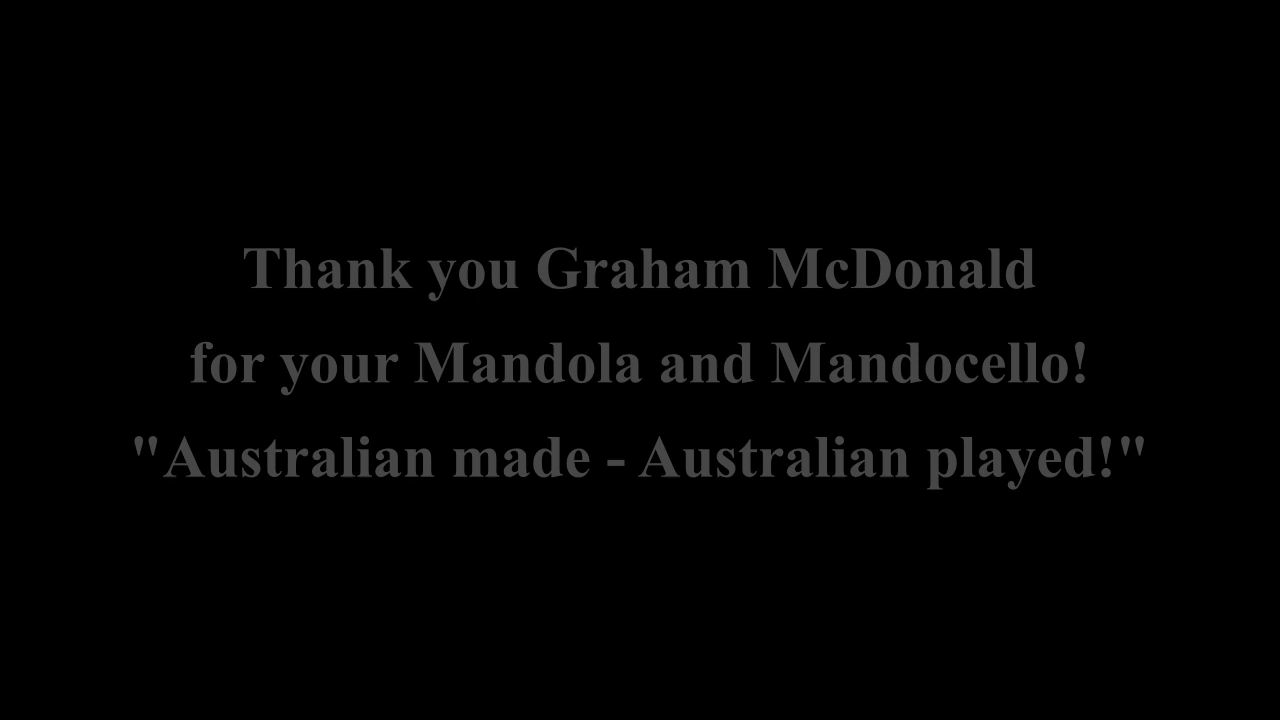 Thank you Graham McDonald
for your Mandola and Mandocello!
"Australian made - Australian played!"